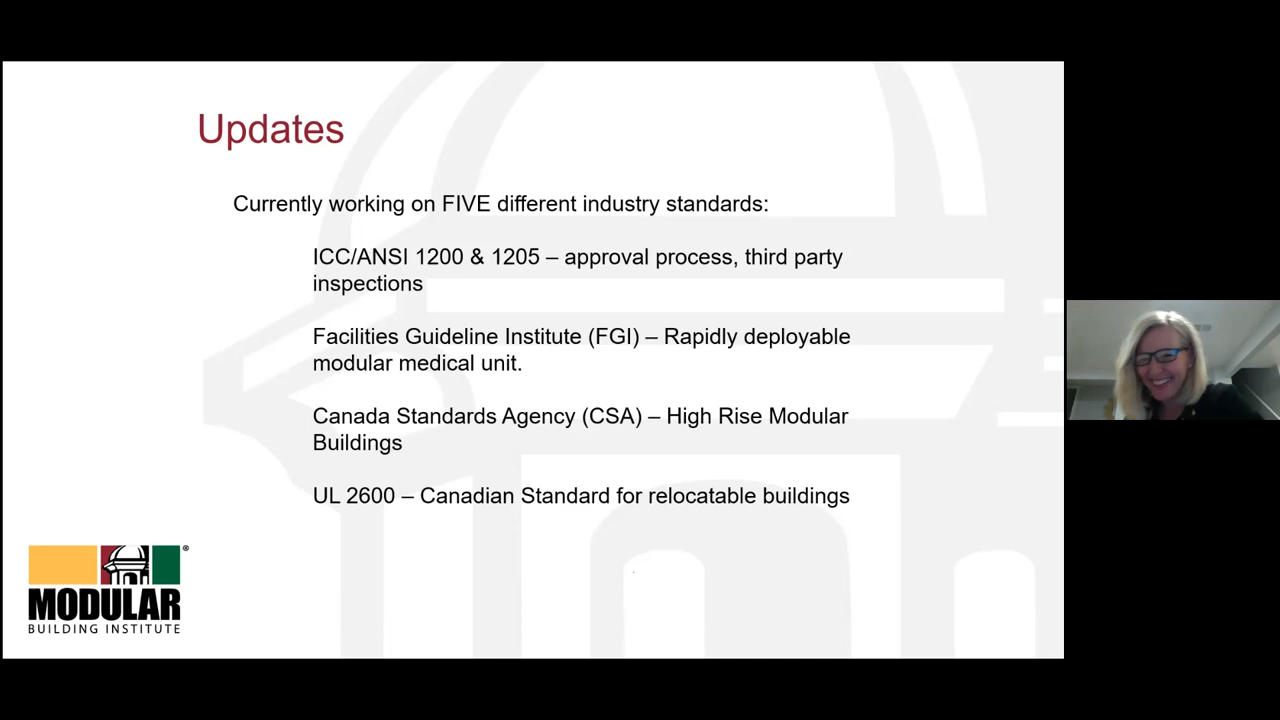 Updates
Currently working on FIVE different industry standards:
ICC/ANSI 1200 & 1205 – approval process, third party
inspections
Facilities Guideline Institute (FGI) – Rapidly deployable
modular medical unit.
Canada Standards Agency (CSA) – High Rise Modular
Buildings
UL 2600 – Canadian Standard for relocatable buildings
®
MODULAR
BUILDING INSTITUTE